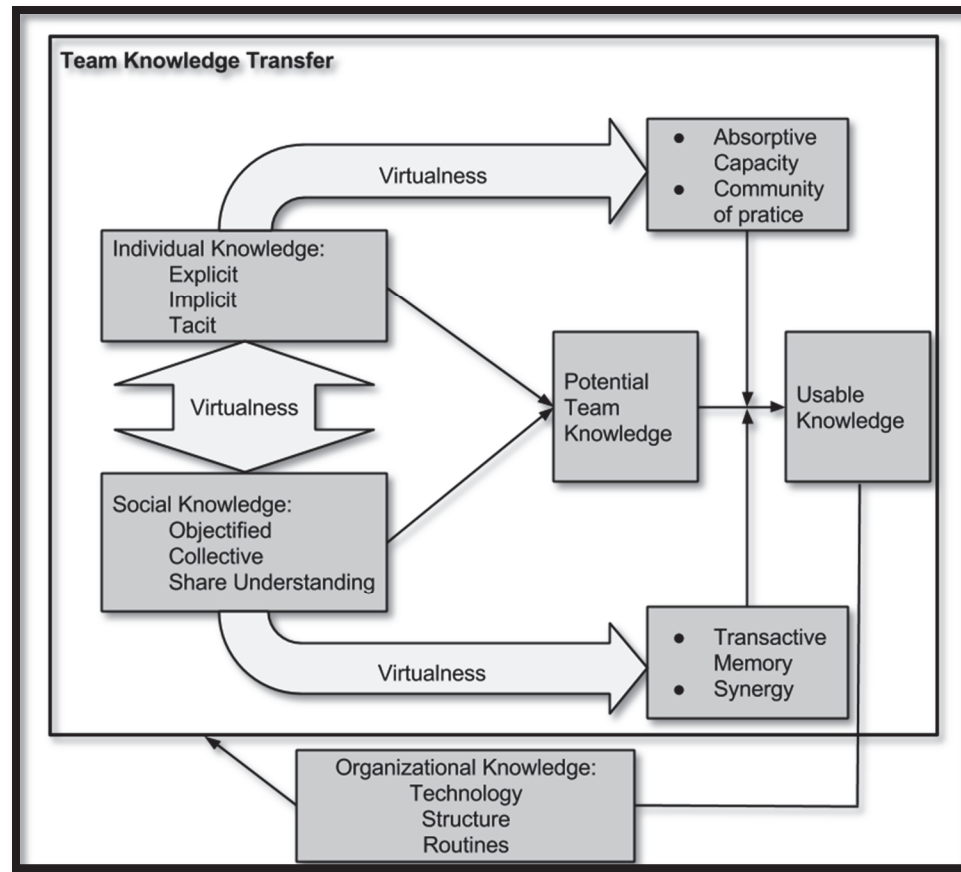 Team Knowledge Transfer
Virtualness
● Absorptive
Capacity
● Community
of pratice
Individual Knowledge:
Explicit
Implicit
Tacit
Virtualness
Potential
Team
Knowledge
Usable
Knowledge
Social Knowledge:
Objectified
Collective
Share Understanding
Virtualness
● Transactive
Memory
● Synergy
Organizational Knowledge:
Technology
Structure
Routines